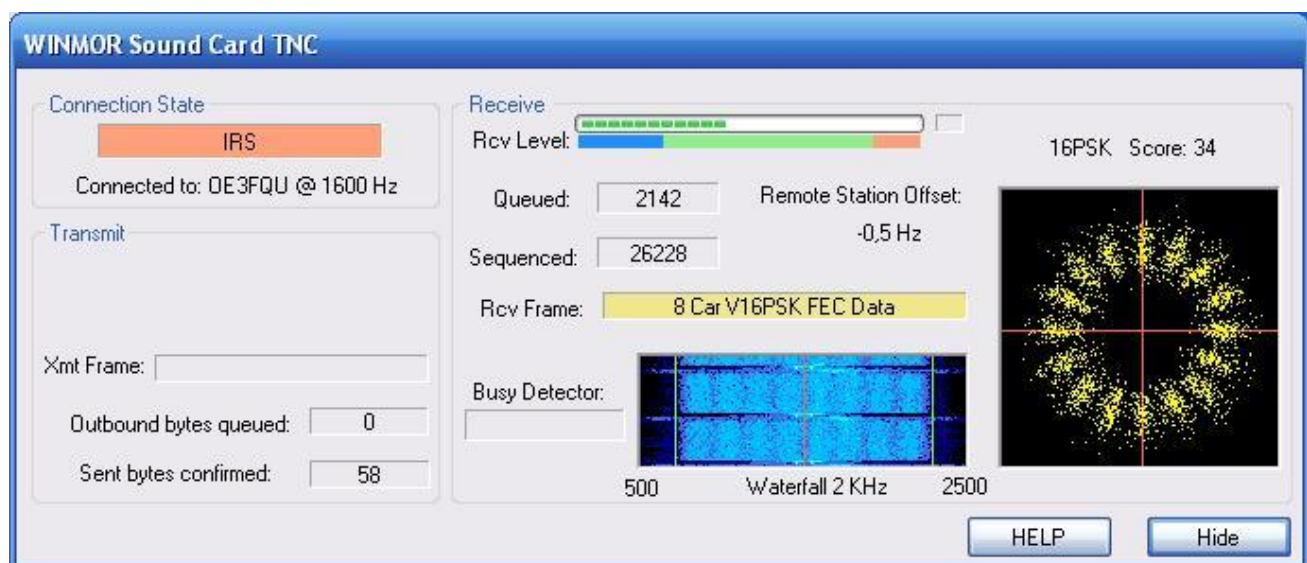 WINMOR Sound Card TNC
Connection State
IRS
Connected to: OE3FQU @ 1600 Hz
Transmit
Xmt Frame:
Outbound bytes queued: 0
Sent bytes confirmed: 58
Receive
Rcv Level:
16PSK Score: 34
Queued: 2142
Remote Station Offset:
-0,5 Hz
Sequenced: 26228
Rcv Frame: 8 Car V16PSK FEC Data
Busy Detector:
500 Waterfall 2 KHz 2500
HELP Hide